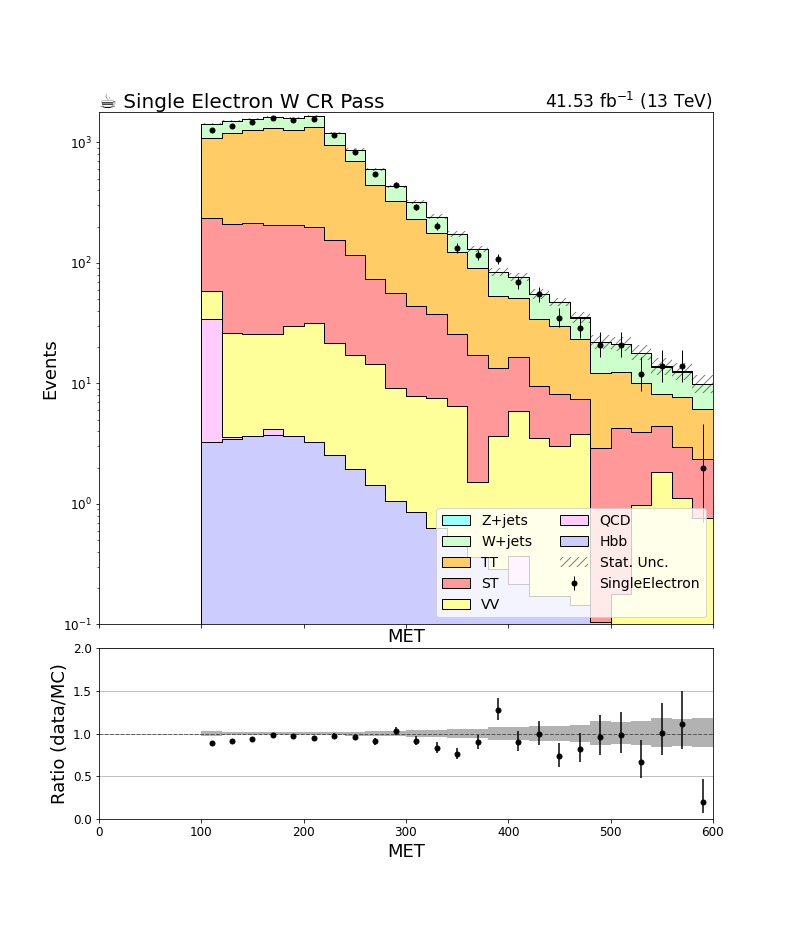 ☕ Single Electron W CR Pass 41.53 fb⁻¹ (13 TeV)
Events
10³
10²
10¹
10⁰
10⁻¹
Z+jets
W+jets
TT
ST
VV
QCD
Hbb
Stat. Unc.
SingleElectron
MET
Ratio (data/MC)
2.0
1.5
1.0
0.5
0.0
0 100 200 300 400 500 600
MET